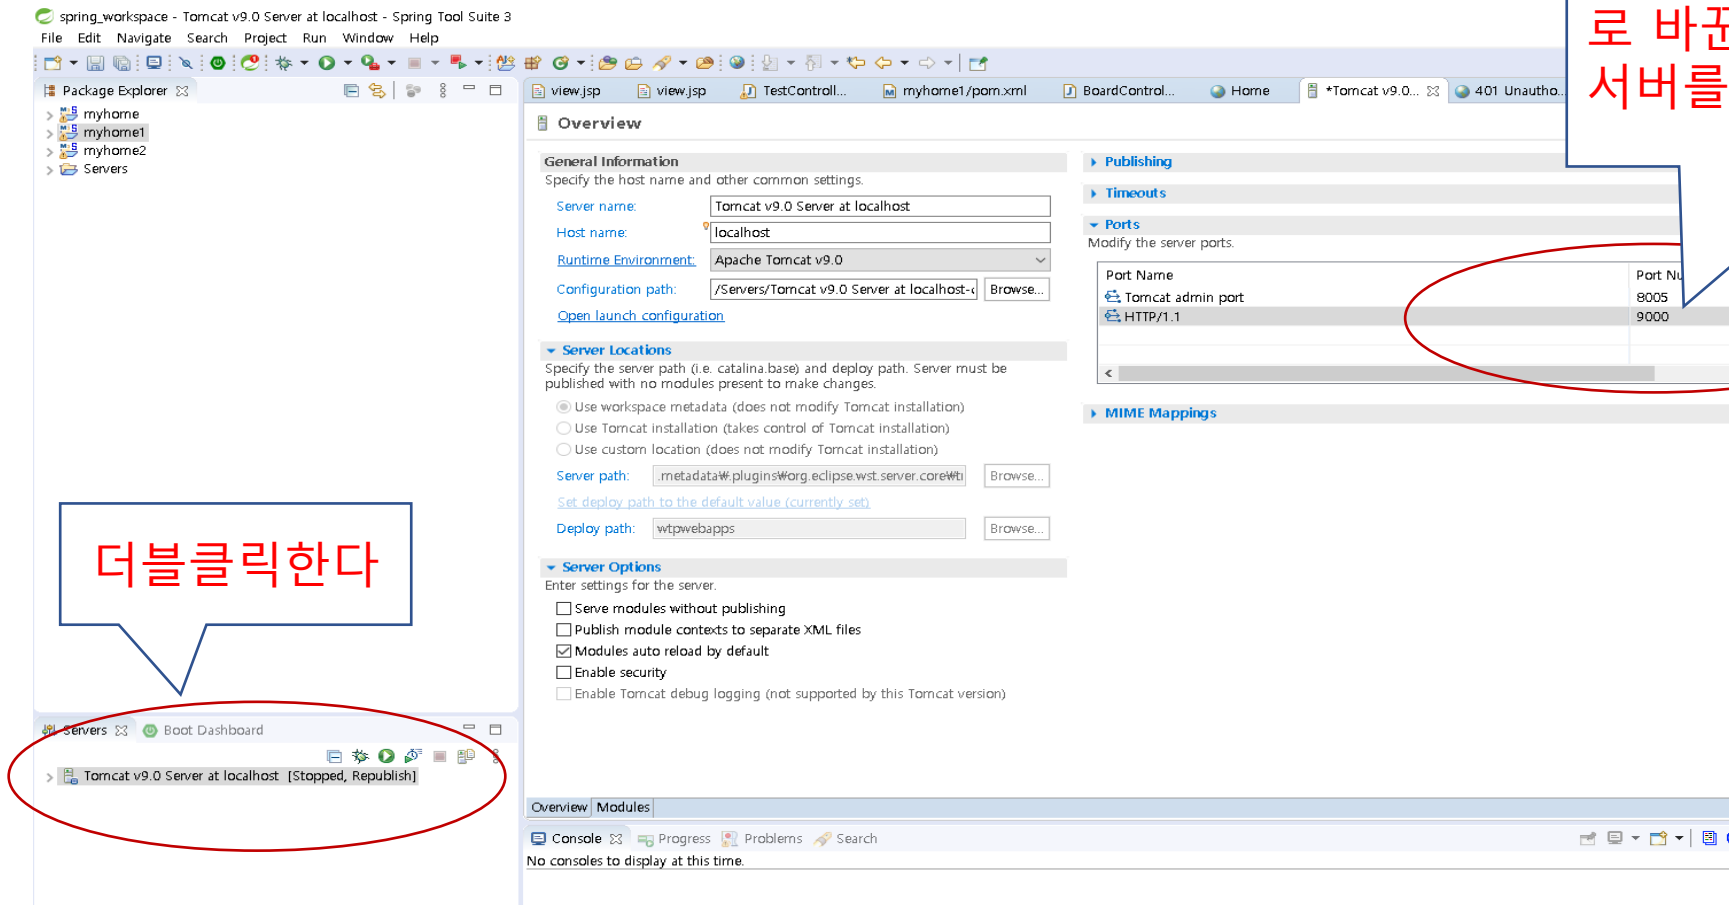 spring_workspace - Tomcat v9.0 Server at localhost - Spring Tool Suite 3
File Edit Navigate Search Project Run Window Help
로 바꾼
서버를
Package Explorer
myhome
myhome1
myhome2
Servers
view.jsp view.jsp TestControll... myhome1/pom.xml BoardControl... Home *Tomcat v9.0... 401 Unautho...
Overview
General Information
Specify the host name and other common settings.
Server name: Tomcat v9.0 Server at localhost
Host name: localhost
Runtime Environment: Apache Tomcat v9.0
Configuration path: /Servers/Tomcat v9.0 Server at localhost- Browse...
Open launch configuration
Server Locations
Specify the server path (i.e. catalina.base) and deploy path. Server must be
published with no modules present to make changes.
Use workspace metadata (does not modify Tomcat installation)
Use Tomcat installation (takes control of Tomcat installation)
Use custom location (does not modify Tomcat installation)
Server path: .metadata₩.plugins₩org.eclipse.wst.server.core₩t Browse...
Set deploy path to the default value (currently set)
Deploy path: wtpwebapps Browse...
Server Options
Enter settings for the server.
Serve modules without publishing
Publish module contexts to separate XML files
Modules auto reload by default
Enable security
Enable Tomcat debug logging (not supported by this Tomcat version)
Publishing
Timeouts
Ports
Modify the server ports.
Port Name Port Nu
Tomcat admin port 8005
HTTP/1.1 9000
MIME Mappings
더블클릭한다
Servers Boot Dashboard
Tomcat v9.0 Server at localhost [Stopped, Republish]
Overview Modules
Console Progress Problems Search
No consoles to display at this time.